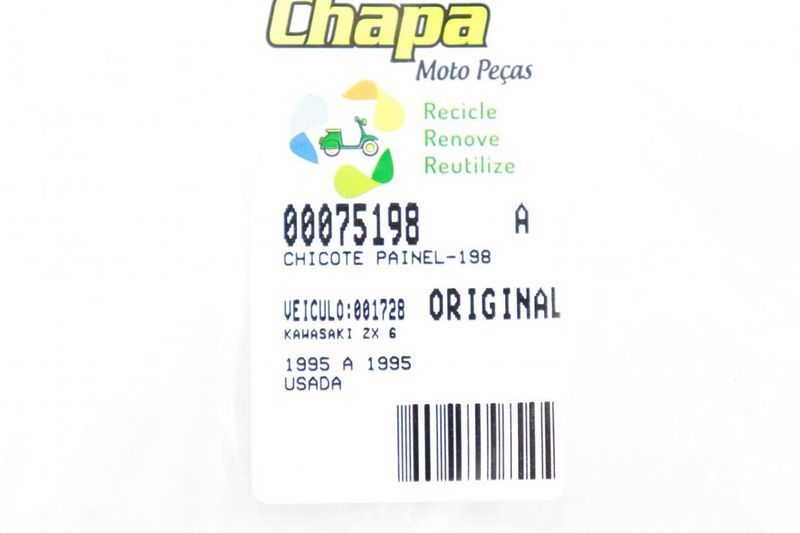 Chapa
Moto Peças
Recicle
Renove
Reutilize
00075198 A
CHICOTE PAINEL-198
VEICULO:001728 ORIGINAL
KAWASAKI ZX 6
1995 A 1995
USADA